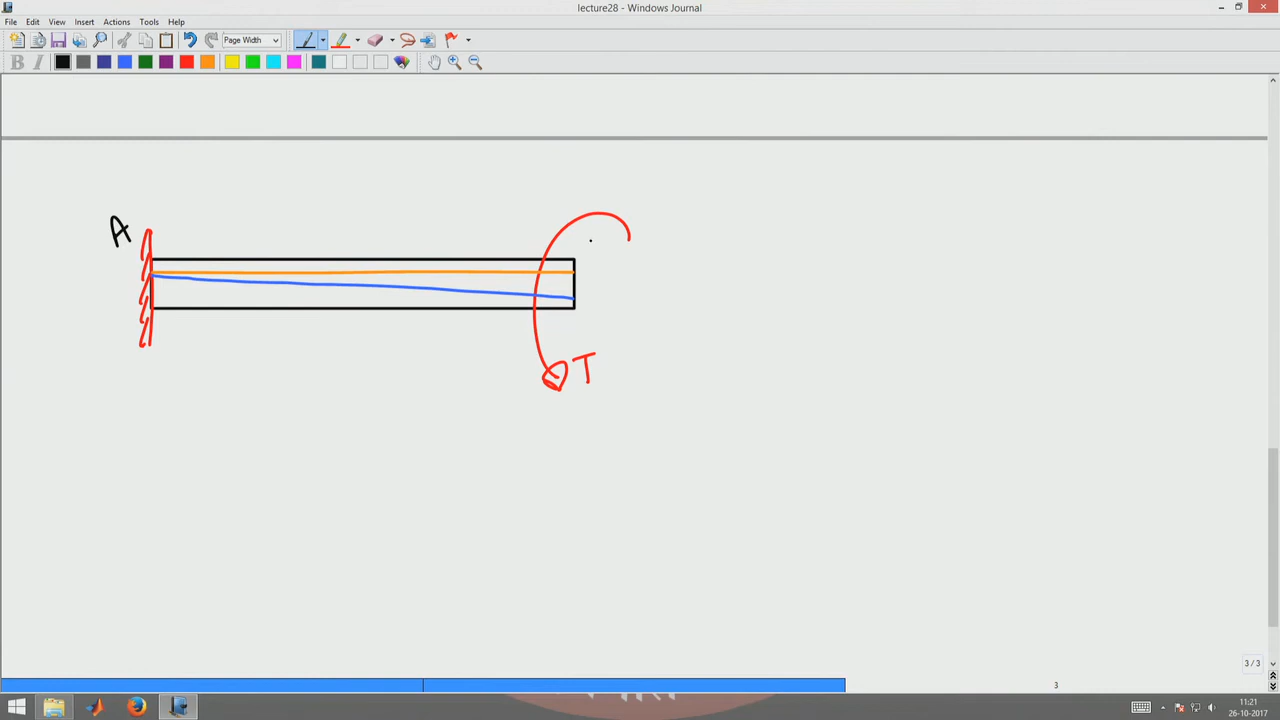 lecture28 - Windows Journal
File Edit View Insert Actions Tools Help
Page Width
B I
A
T
3 / 3
3
11:21
26-10-2017